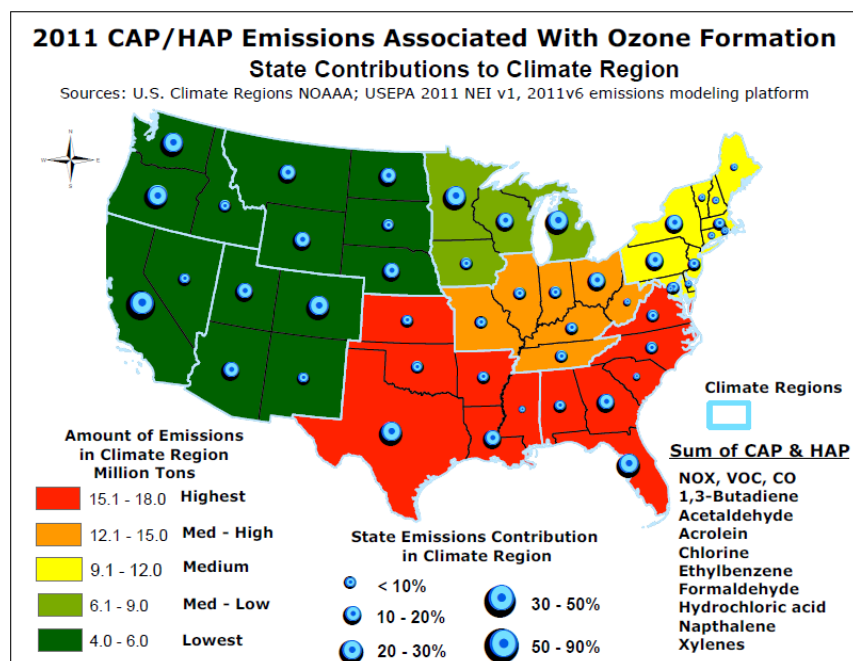 2011 CAP/HAP Emissions Associated With Ozone Formation
State Contributions to Climate Region
Sources: U.S. Climate Regions NOAAA; USEPA 2011 NEI v1, 2011v6 emissions modeling platform
N
W
E
S
Climate Regions
Amount of Emissions
in Climate Region
Million Tons
15.1 - 18.0 Highest
12.1 - 15.0 Med - High
9.1 - 12.0 Medium
6.1 - 9.0 Med - Low
4.0 - 6.0 Lowest
State Emissions Contribution
in Climate Region
< 10%
10 - 20%
20 - 30%
30 - 50%
50 - 90%
Sum of CAP & HAP
NOX, VOC, CO
1,3-Butadiene
Acetaldehyde
Acrolein
Chlorine
Ethylbenzene
Formaldehyde
Hydrochloric acid
Napthalene
Xylenes